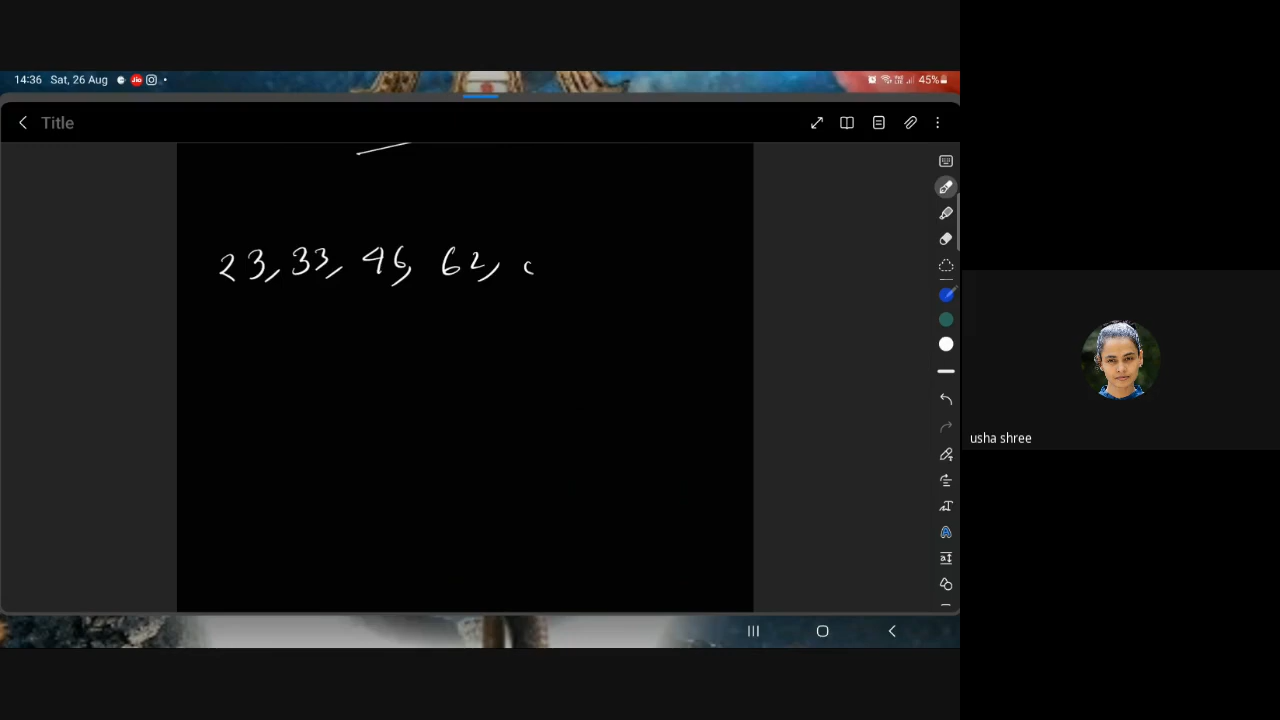 14:36 Sat, 26 Aug
45%
Title
23, 33, 46, 62,
usha shree